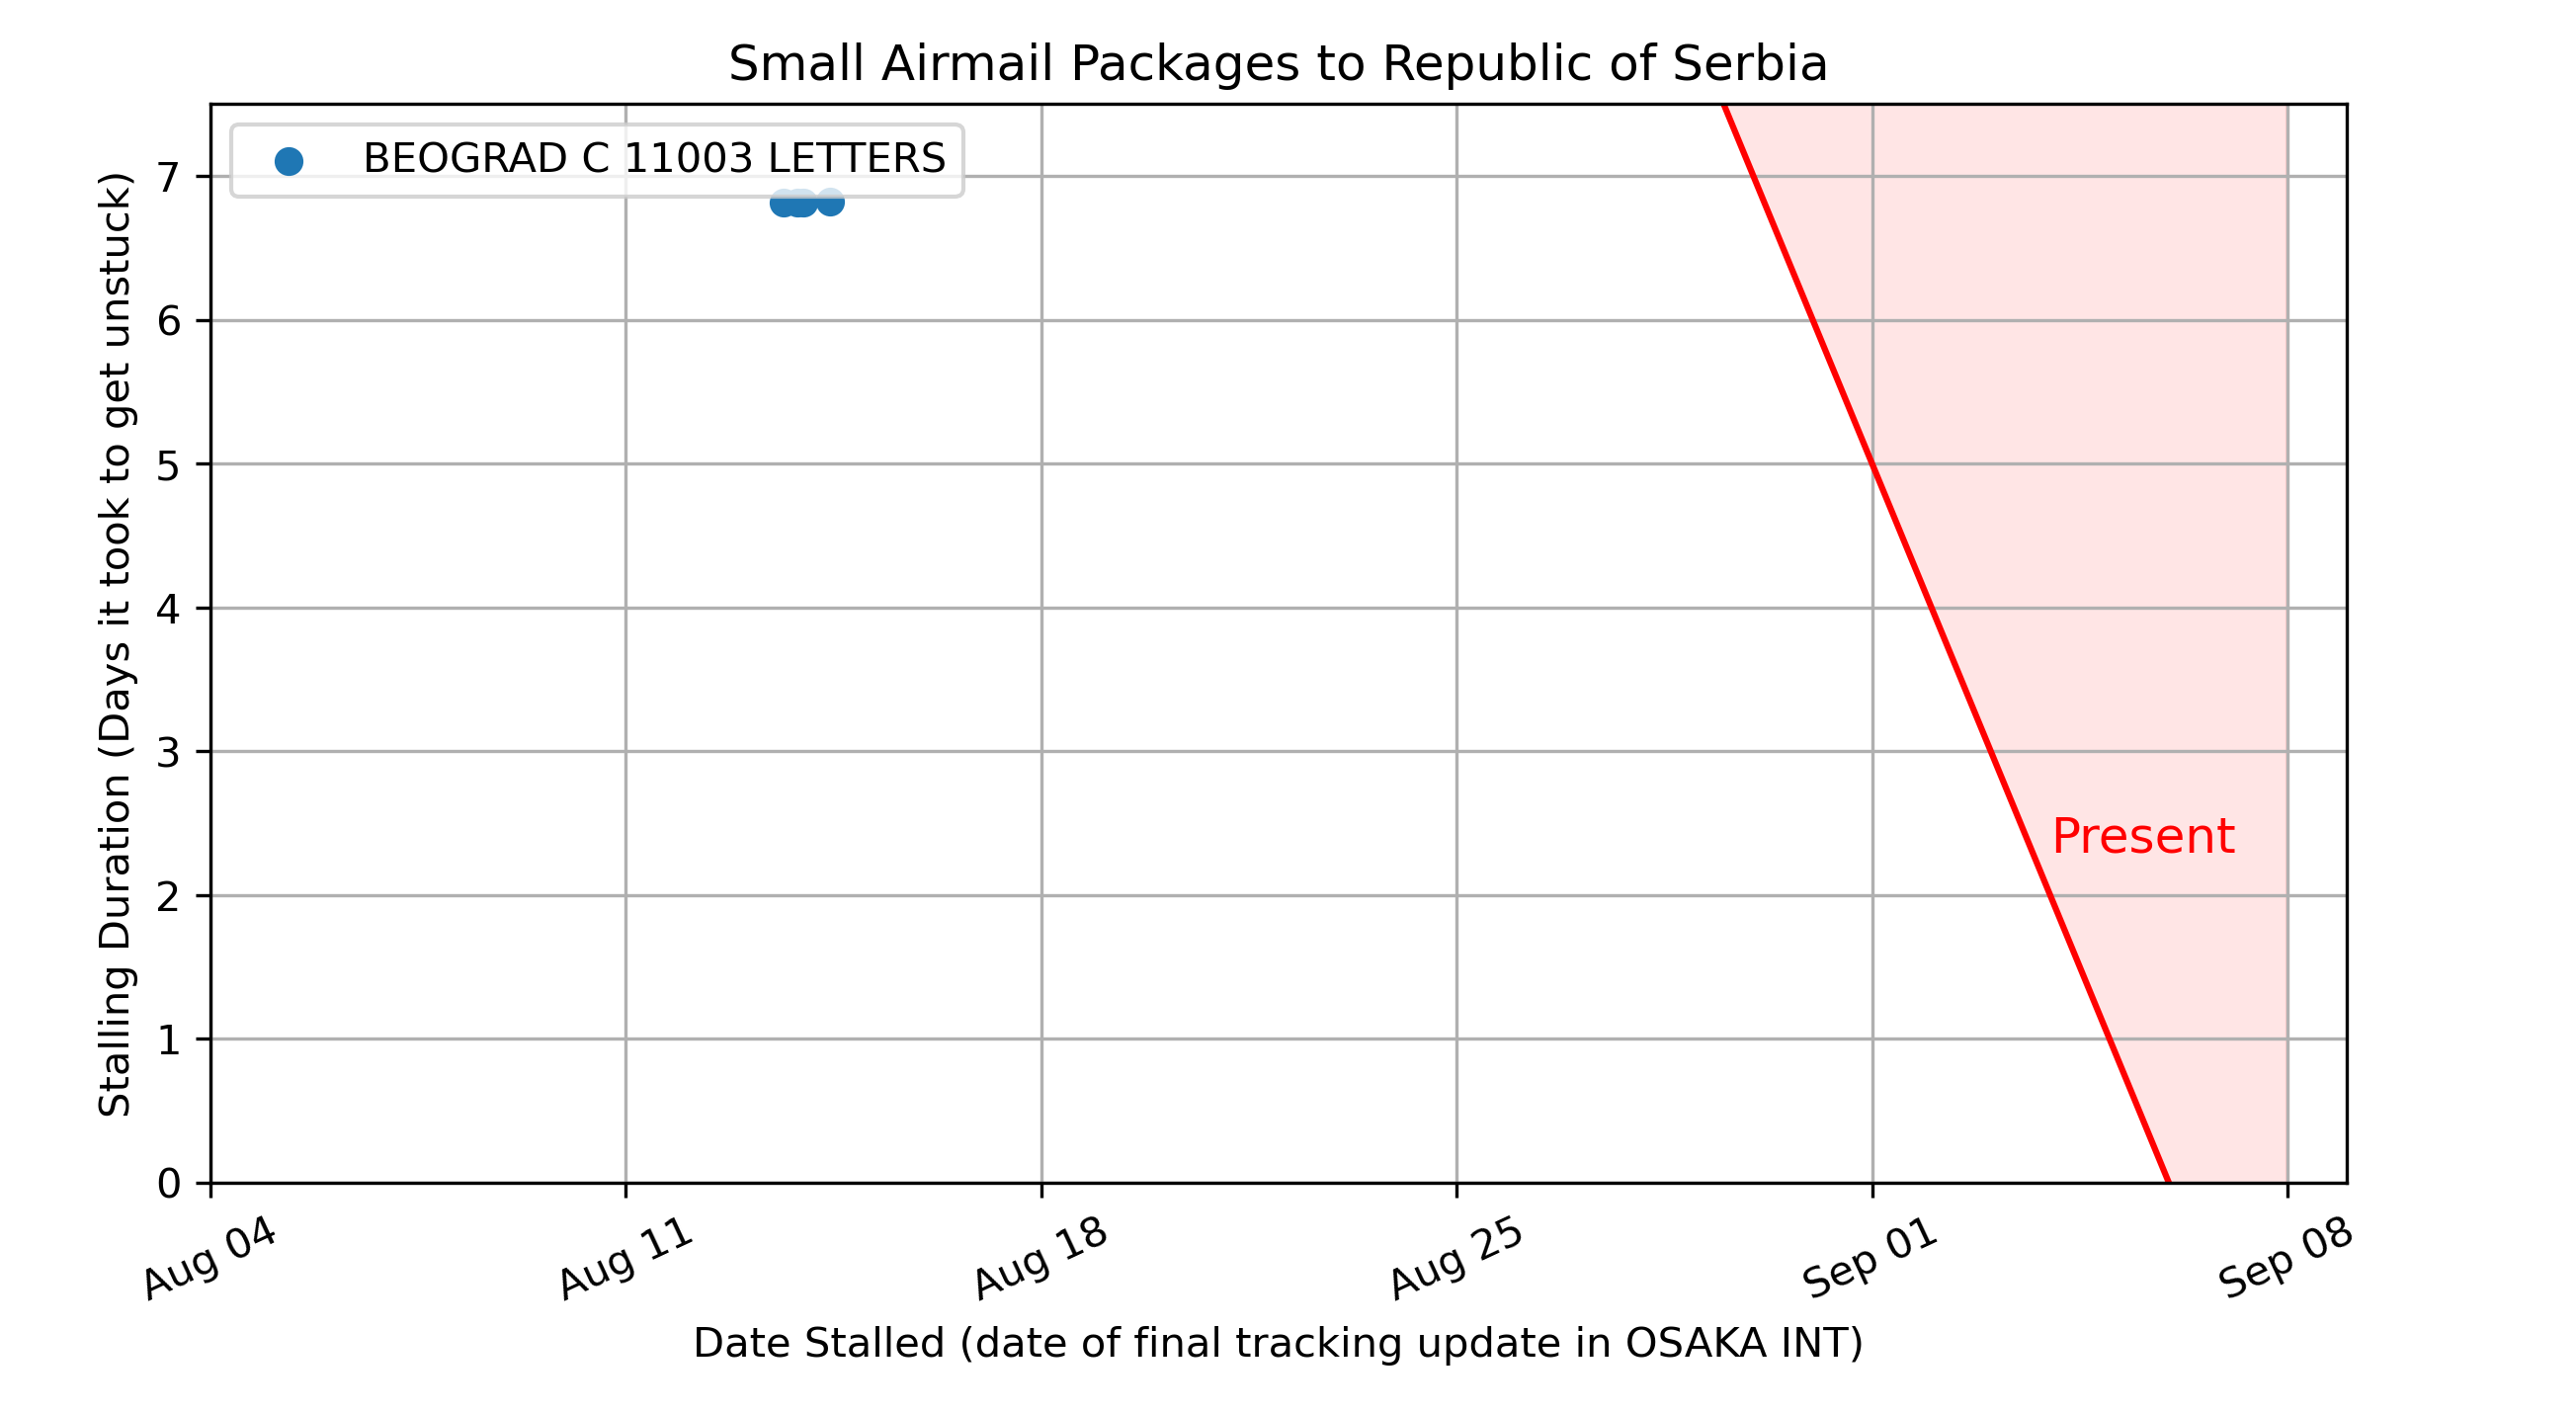 Small Airmail Packages to Republic of Serbia
BEOGRAD C 11003 LETTERS
Stalling Duration (Days it took to get unstuck)
7
6
5
4
3
2
1
0
Present
Aug 04
Aug 11
Aug 18
Aug 25
Sep 01
Sep 08
Date Stalled (date of final tracking update in OSAKA INT)